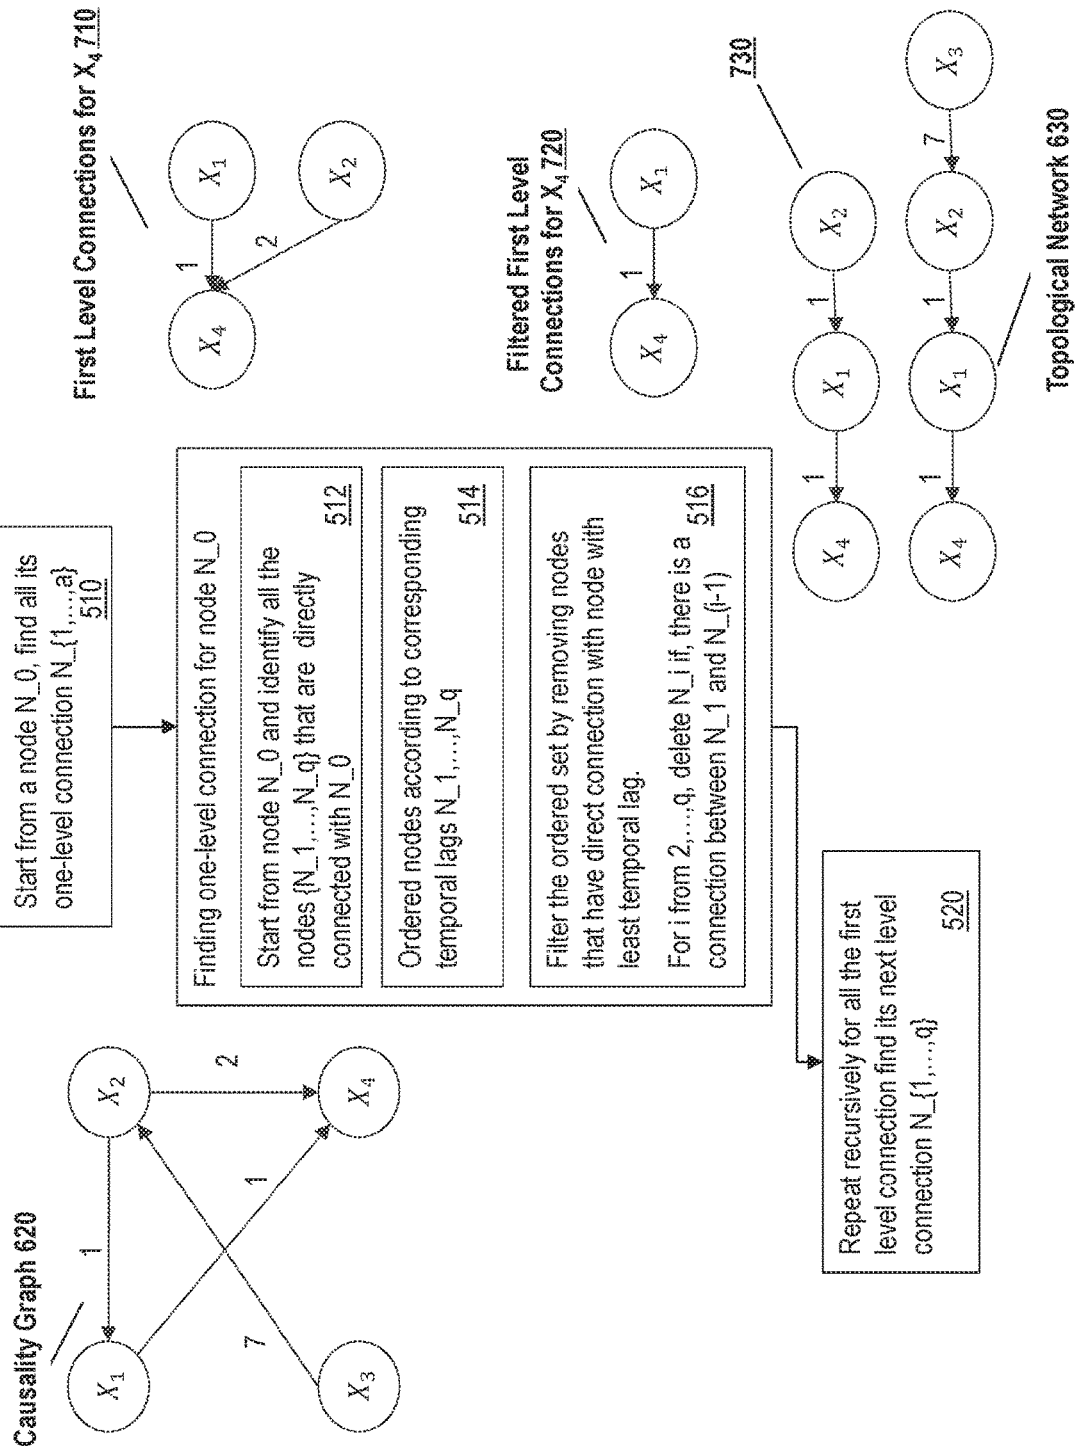 Causality Graph 620
X₁
1
X₂
2
1
7
X₃
X₄
Start from a node N_0, find all its
one-level connection N_{1,...,a}
510
Finding one-level connection for node N_0
Start from node N_0 and identify all the
nodes {N_1,...,N_q} that are directly
connected with N_0
512
Ordered nodes according to corresponding
temporal lags N_1,...,N_q
514
Filter the ordered set by removing nodes
that have direct connection with node with
least temporal lag.
For i from 2,...,q, delete N_i if, there is a
connection between N_1 and N_(i-1)
516
Repeat recursively for all the first
level connection find its next level
connection N_{1,...,q}
520
First Level Connections for X₄ 710
X₄
1
X₁
2
X₂
Filtered First Level
Connections for X₄ 720
X₄
1
X₁
730
X₄
1
X₁
1
X₂
X₄
1
X₁
1
X₂
7
X₃
Topological Network 630